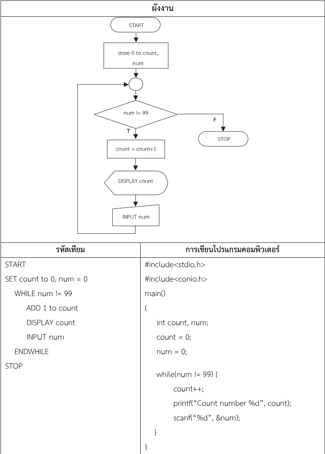 ผังงาน
START
store 0 to count,
num
num != 99
F
T
STOP
count = count+1
DISPLAY count
INPUT num
รหัสเทียม
START
SET count to 0, num = 0
WHILE num != 99
ADD 1 to count
DISPLAY count
INPUT num
ENDWHILE
STOP
การเขียนโปรแกรมคอมพิวเตอร์
#include<stdio.h>
#include<conio.h>
main()
{
int count, num;
count = 0;
num = 0;
while(num != 99) {
count++;
printf("Count number %d", count);
scanf("%d", &num);
}
}